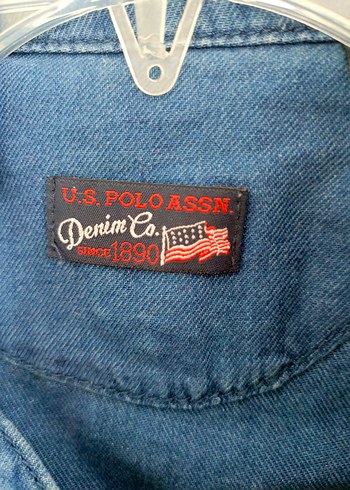 U.S. POLO ASSN.
Denim Co.
SINCE 1890